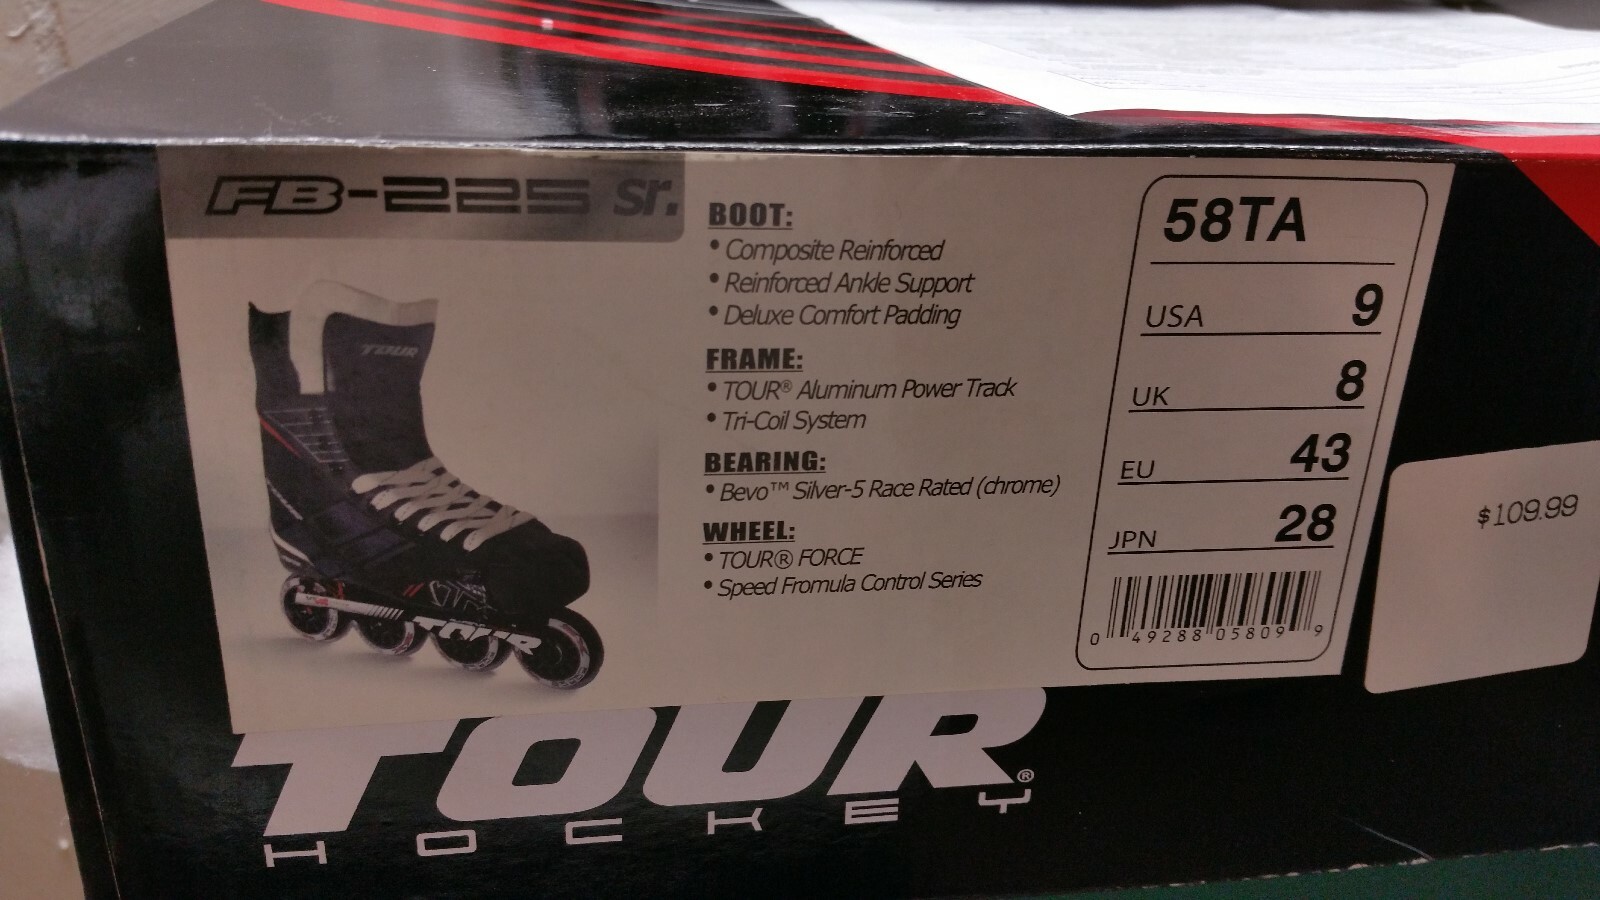 FB-225 sr.
BOOT:
• Composite Reinforced
• Reinforced Ankle Support
• Deluxe Comfort Padding
FRAME:
• TOUR® Aluminum Power Track
• Tri-Coil System
BEARING:
• Bevo™ Silver-5 Race Rated (chrome)
WHEEL:
• TOUR® FORCE
• Speed Fromula Control Series
58TA
USA 9
UK 8
EU 43
JPN 28
0 49288 05809 9
$109.99
TOUR
TOUR
TOUR®
HOCKEY